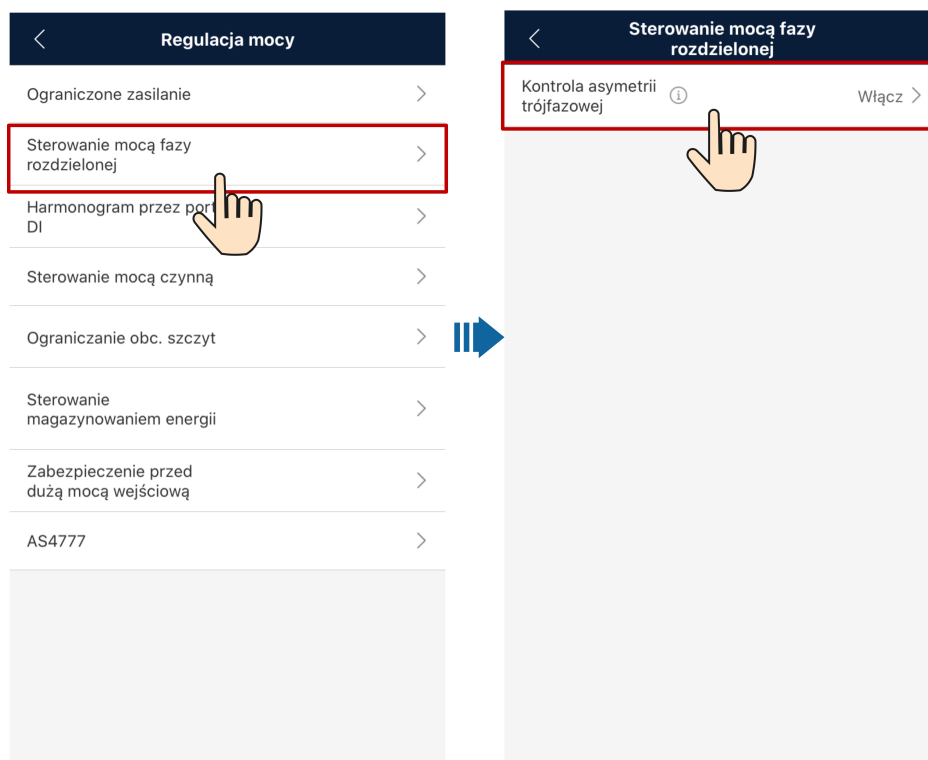 Regulacja mocy
Ograniczone zasilanie
Sterowanie mocą fazy
rozdzielonej
Harmonogram przez port
DI
Sterowanie mocą czynną
Ograniczanie obc. szczyt
Sterowanie
magazynowaniem energii
Zabezpieczenie przed
dużą mocą wejściową
AS4777
Sterowanie mocą fazy
rozdzielonej
Kontrola asymetrii
trójfazowej
Włącz